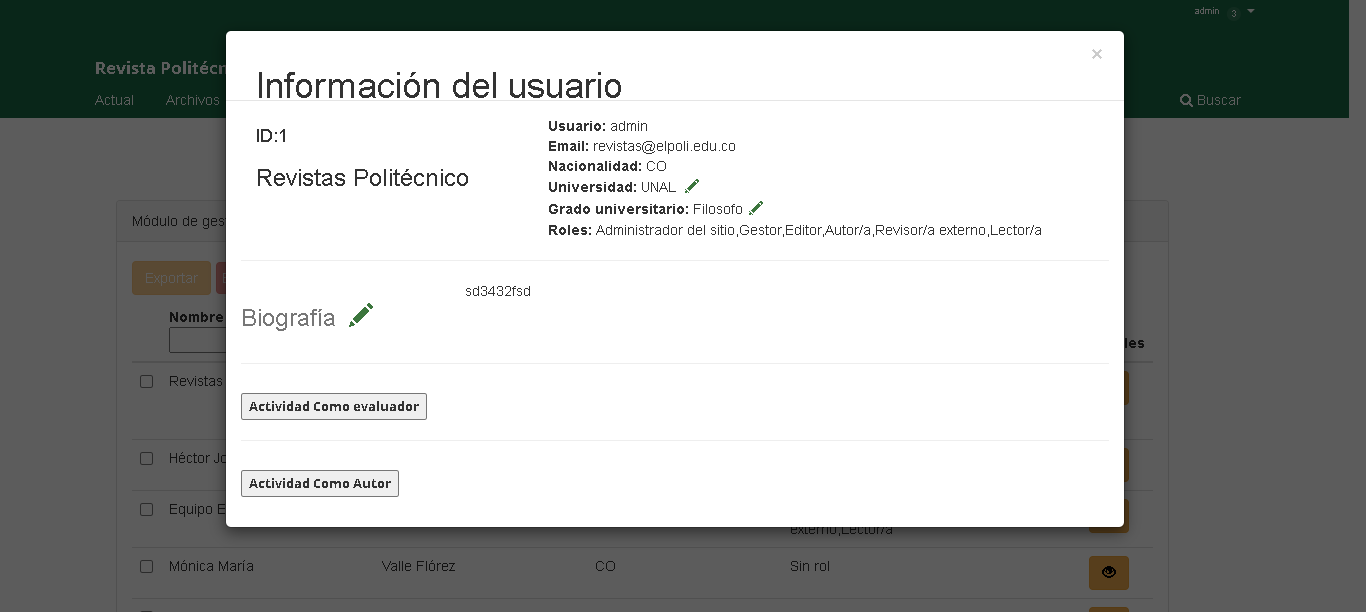 admin 3
×
Revista Politécn
Información del usuario
Actual Archivos
Buscar
ID:1
Revistas Politécnico
Usuario: admin
Email: revistas@elpoli.edu.co
Nacionalidad: CO
Universidad: UNAL
Grado universitario: Filosofo
Roles: Administrador del sitio,Gestor,Editor,Autor/a,Revisor/a externo,Lector/a
Módulo de ges
Exportar
sd3432fsd
Biografía
Nombre
les
Revistas
Actividad Como evaluador
Héctor Jo
Actividad Como Autor
Equipo E
externo,Lector/a
Mónica María Valle Flórez CO Sin rol